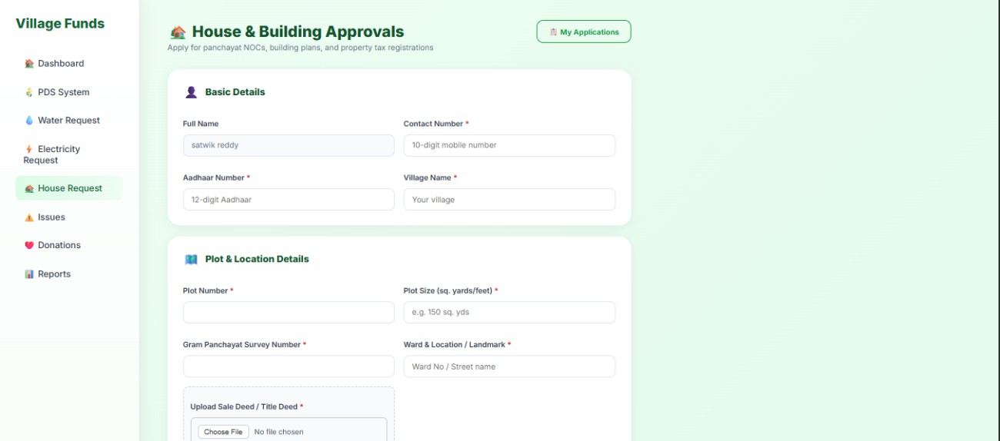 Village Funds
Dashboard
PDS System
Water Request
Electricity
Request
House Request
Issues
Donations
Reports
House & Building Approvals
Apply for panchayat NOCs, building plans, and property tax registrations
My Applications
Basic Details
Full Name
satwik reddy
Contact Number *
10-digit mobile number
Aadhaar Number *
12-digit Aadhaar
Village Name *
Your village
Plot & Location Details
Plot Number *
Plot Size (sq. yards/feet) *
e.g. 150 sq. yds
Gram Panchayat Survey Number *
Ward & Location / Landmark *
Ward No / Street name
Upload Sale Deed / Title Deed *
Choose File No file chosen